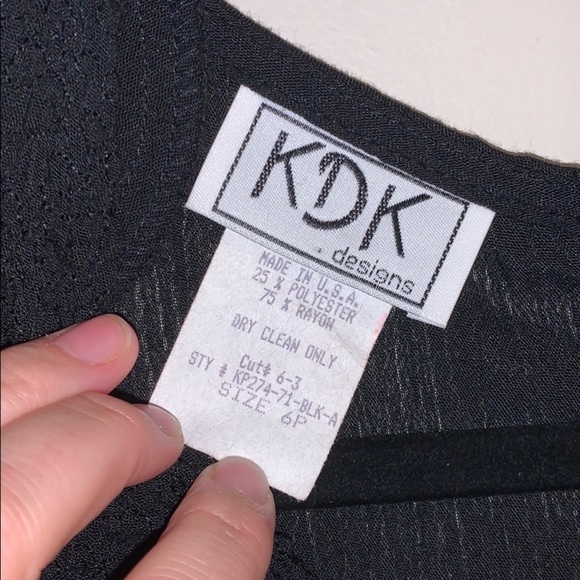 KDK
designs
MADE IN U.S.A.
25 % POLYESTER
75 % RAYON
DRY CLEAN ONLY
Cut# 6-3
STY # KP274-71-BLK-A
SIZE 6P